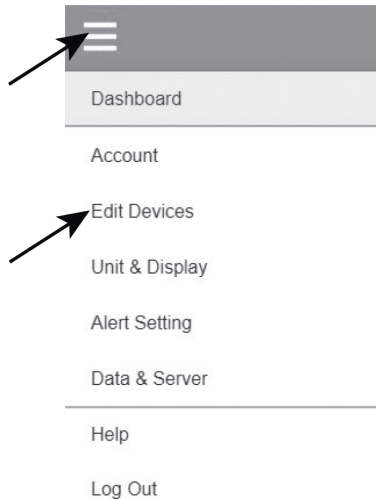 Dashboard
Account
Edit Devices
Unit & Display
Alert Setting
Data & Server
Help
Log Out